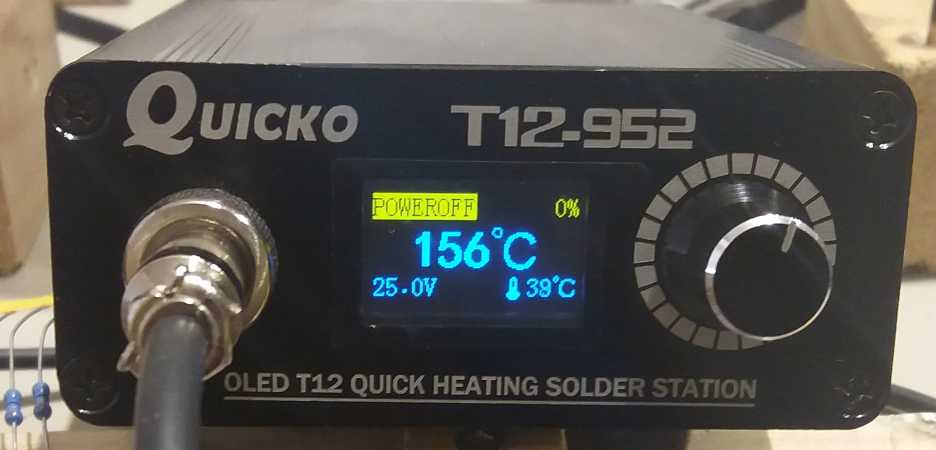 QUICKO
T12-952
POWEROFF 0%
156°C
25.0V 39°C
OLED T12 QUICK HEATING SOLDER STATION